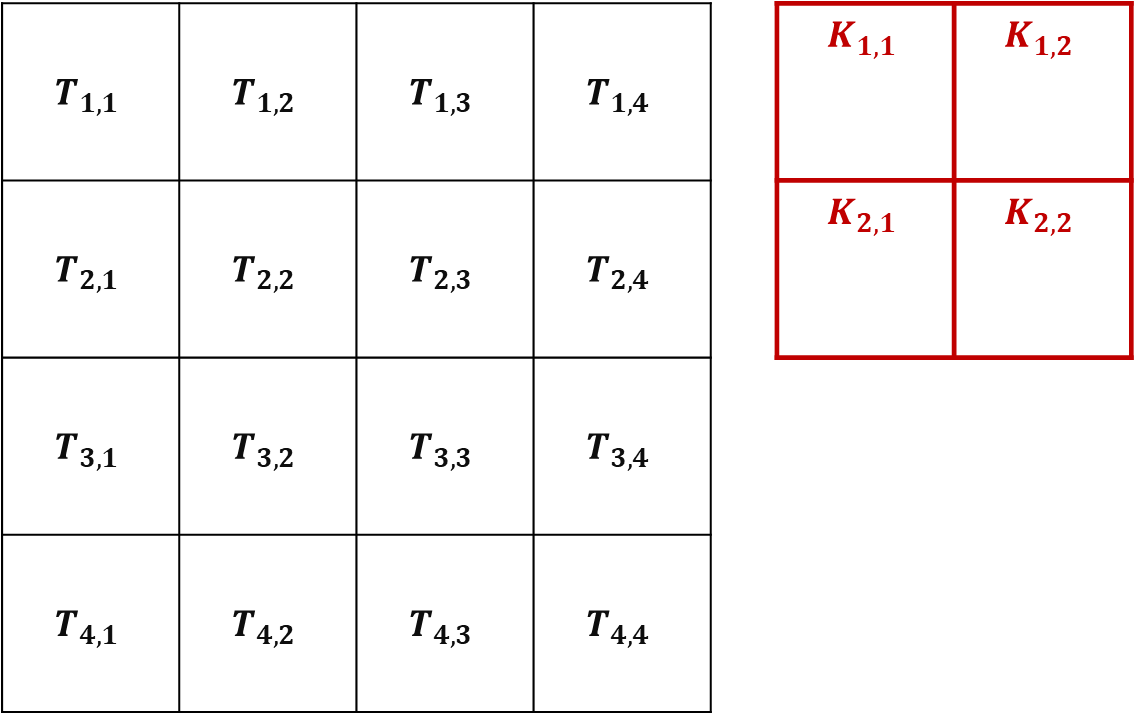 T1,1 T1,2 T1,3 T1,4
T2,1 T2,2 T2,3 T2,4
T3,1 T3,2 T3,3 T3,4
T4,1 T4,2 T4,3 T4,4
K1,1 K1,2
K2,1 K2,2